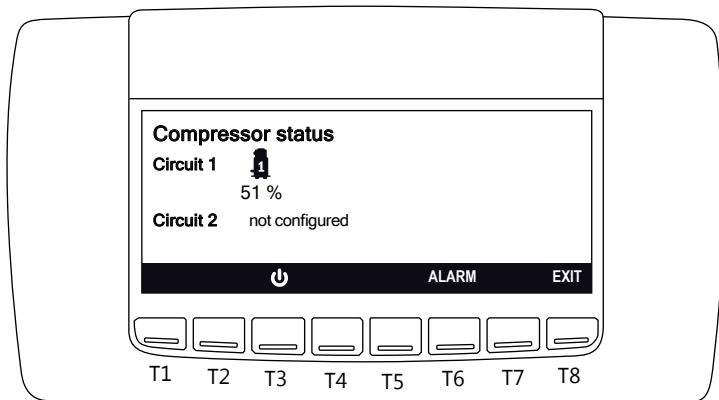 Compressor status
Circuit 1 1
51 %
Circuit 2 not configured
ALARM EXIT
T1 T2 T3 T4 T5 T6 T7 T8